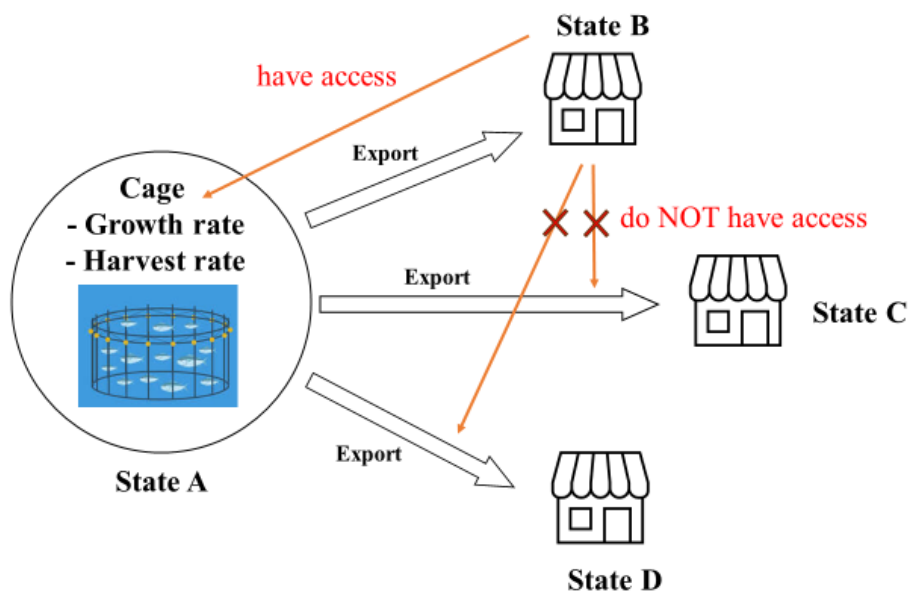 State B
have access
Export
Cage
- Growth rate
- Harvest rate
do NOT have access
Export
State C
Export
State A
State D